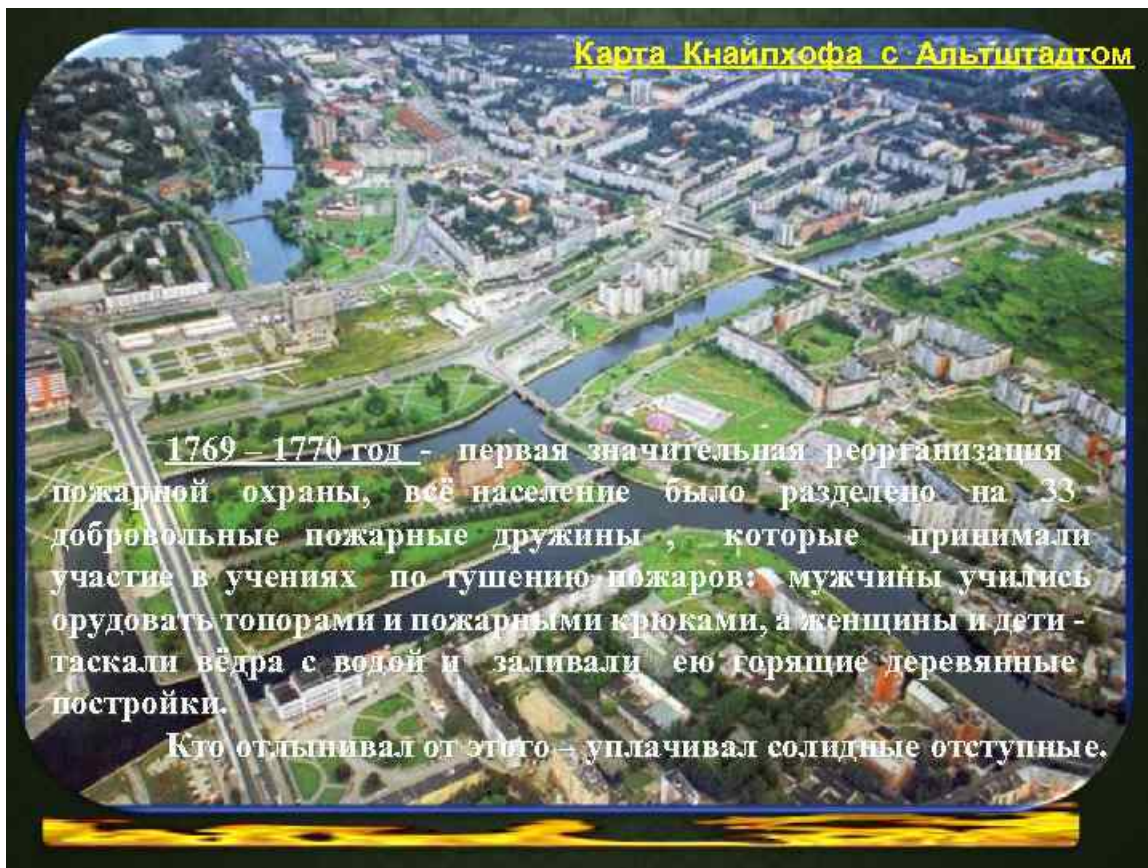 Карта Кнайпхофа с Альтштадтом
1769 – 1770 год - первая значительная реорганизация
пожарной охраны, всё население было разделено на 33
добровольные пожарные дружины , которые принимали
участие в учениях по тушению пожаров: мужчины учились
орудовать топорами и пожарными крюками, а женщины и дети -
таскали вёдра с водой и заливали ею горящие деревянные
постройки.
Кто отлынивал от этого – уплачивал солидные отступные.